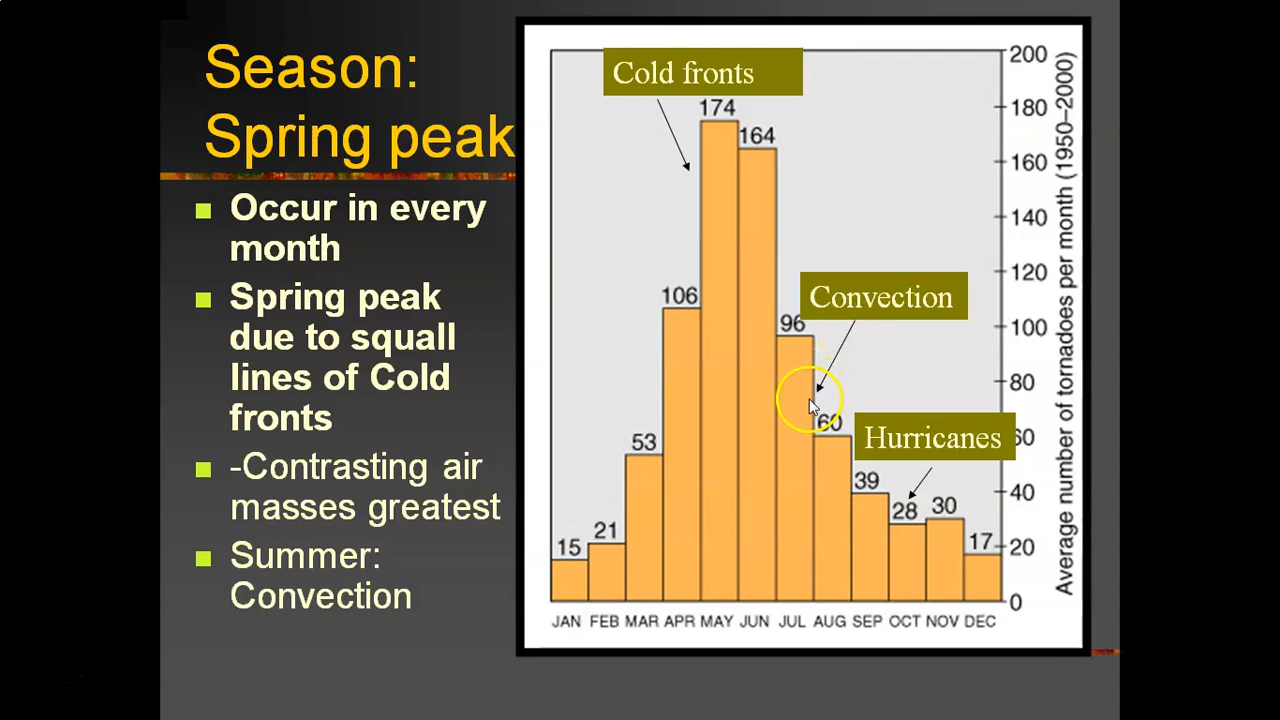 Season:
Spring peak
Occur in every
month
Spring peak
due to squall
lines of Cold
fronts
-Contrasting air
masses greatest
Summer:
Convection
Cold fronts
Convection
Hurricanes
15
21
53
106
174
164
96
60
39
28
30
17
200
180
160
140
120
100
80
60
40
20
0
Average number of tornadoes per month (1950–2000)
JAN FEB MAR APR MAY JUN JUL AUG SEP OCT NOV DEC